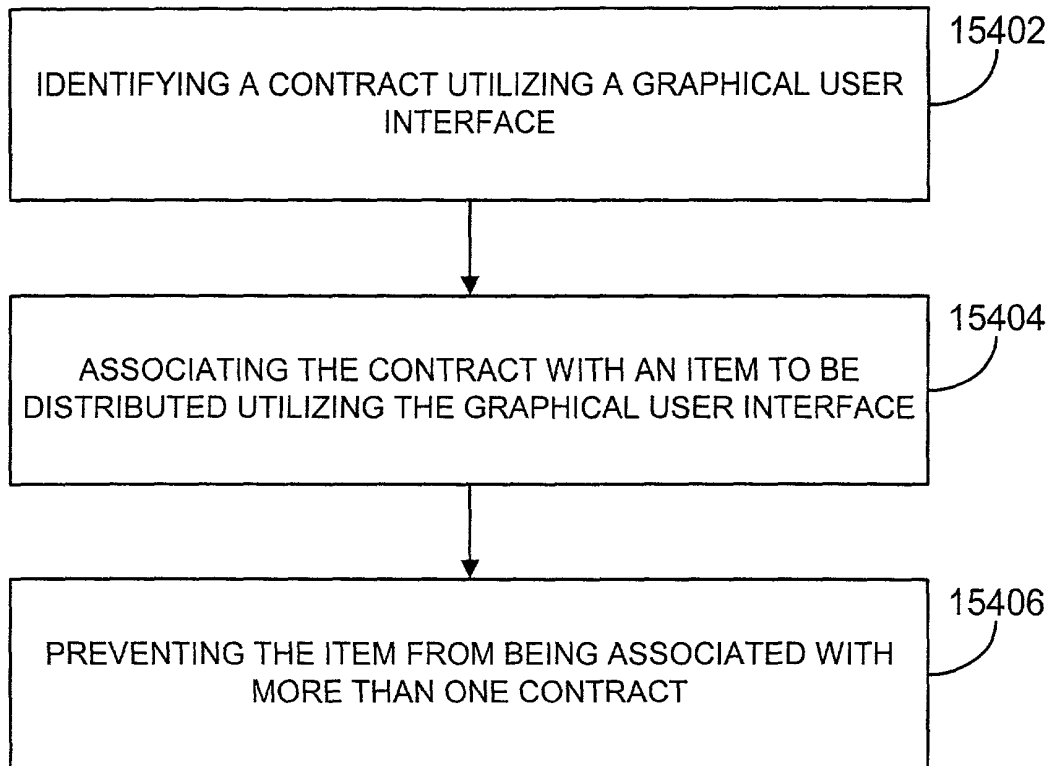 15402
IDENTIFYING A CONTRACT UTILIZING A GRAPHICAL USER
INTERFACE
15404
ASSOCIATING THE CONTRACT WITH AN ITEM TO BE
DISTRIBUTED UTILIZING THE GRAPHICAL USER INTERFACE
15406
PREVENTING THE ITEM FROM BEING ASSOCIATED WITH
MORE THAN ONE CONTRACT